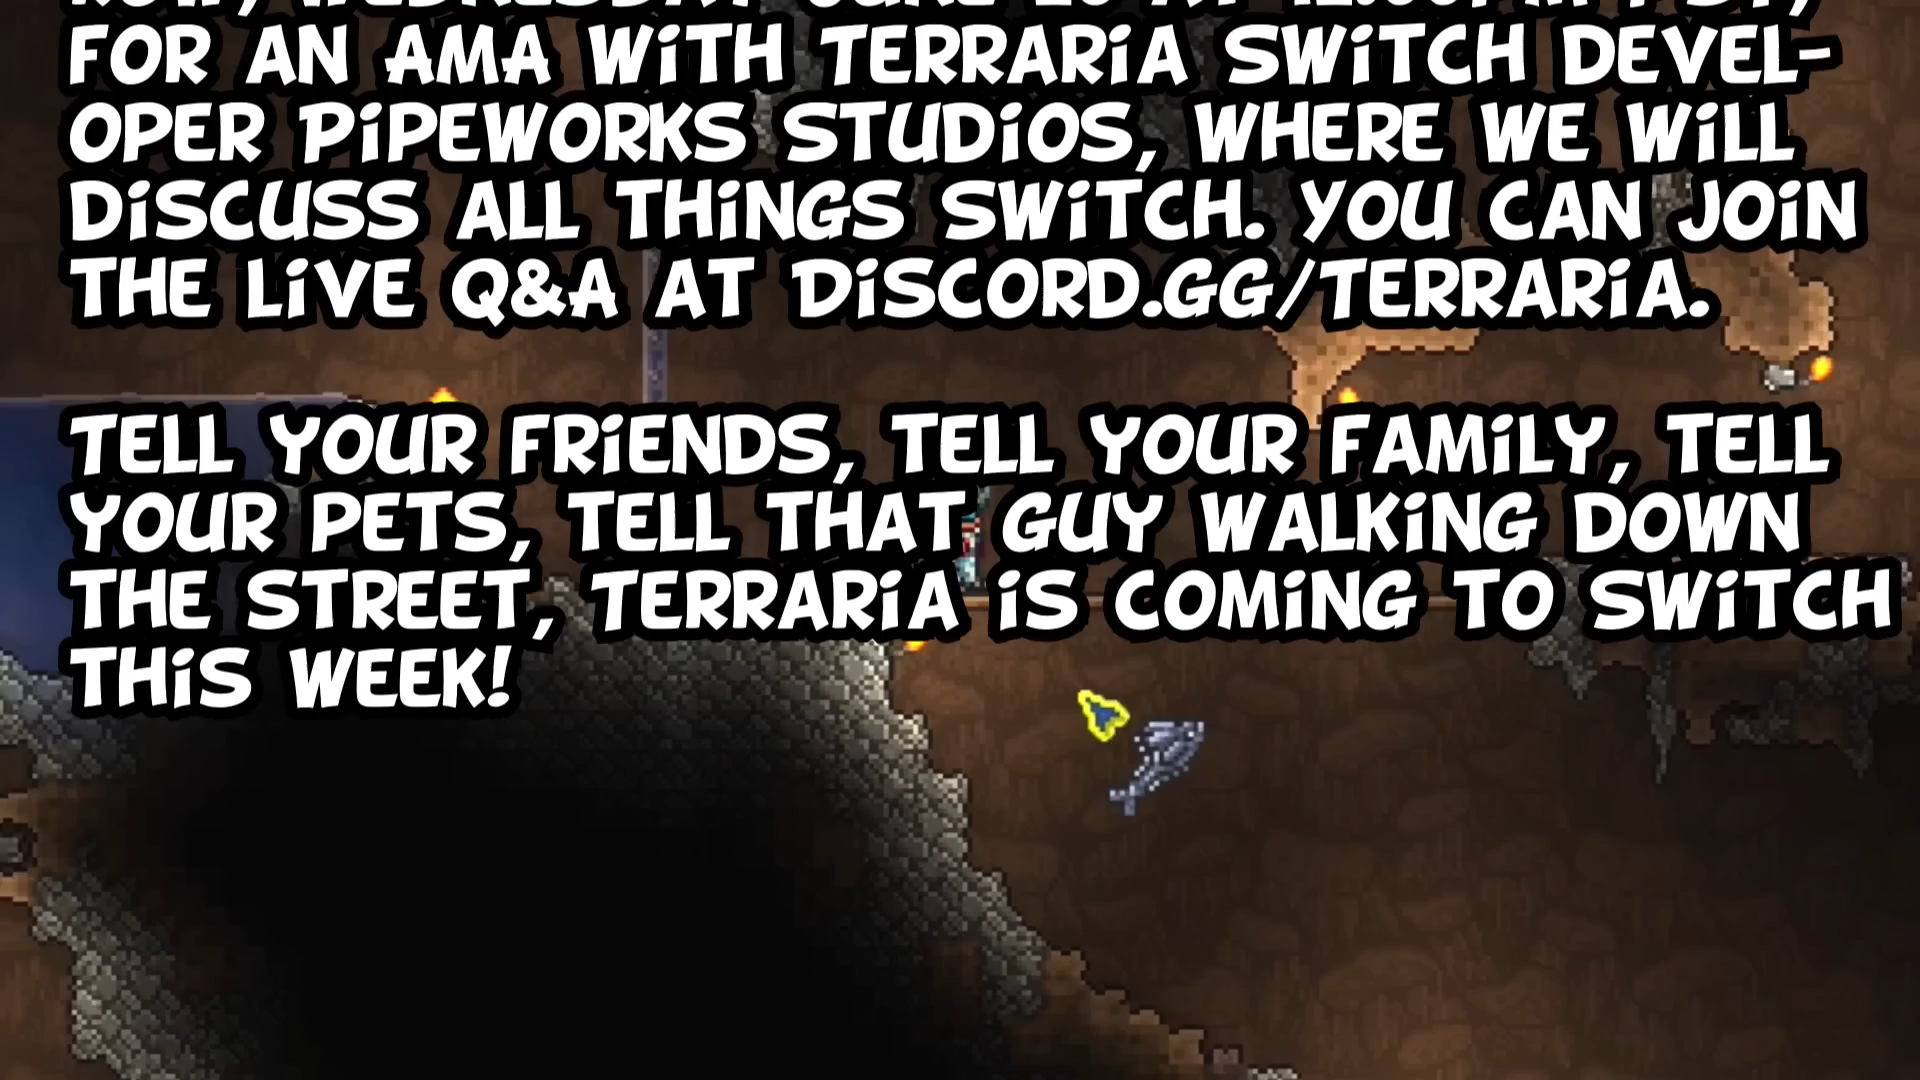 FOR AN AMA WITH TERRARIA SWITCH DEVEL-
OPER PIPEWORKS STUDIOS, WHERE WE WILL
DISCUSS ALL THINGS SWITCH. YOU CAN JOIN
THE LIVE Q&A AT DISCORD.GG/TERRARIA.
TELL YOUR FRIENDS, TELL YOUR FAMILY, TELL
YOUR PETS, TELL THAT GUY WALKING DOWN
THE STREET, TERRARIA IS COMING TO SWITCH
THIS WEEK!